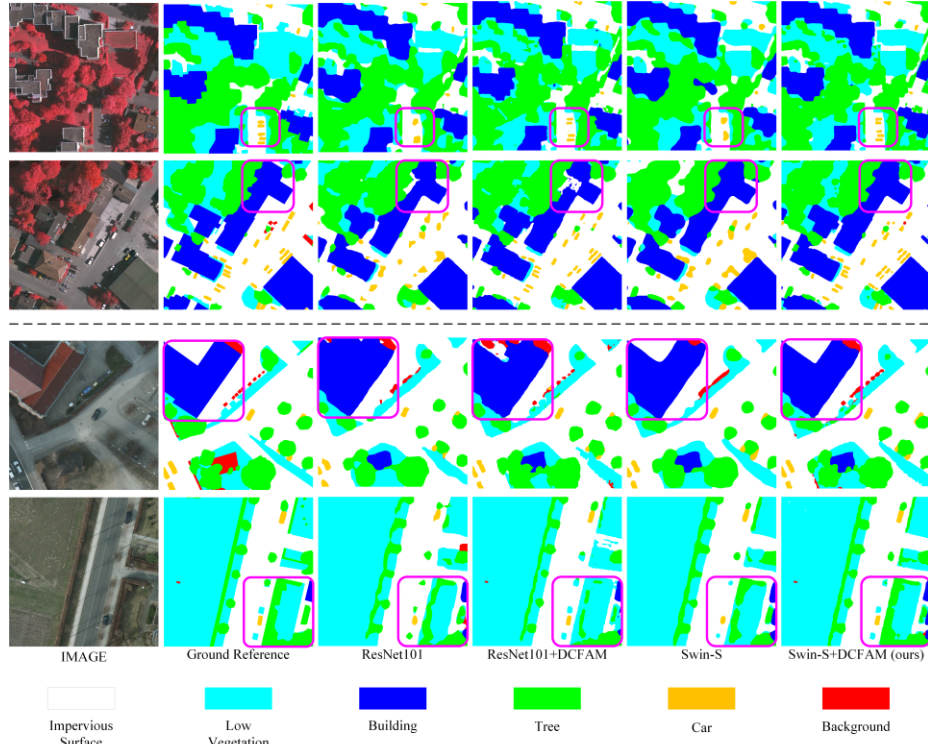 IMAGE
Ground Reference
ResNet101
ResNet101+DCFAM
Swin-S
Swin-S+DCFAM (ours)
Impervious
Surface
Low
Vegetation
Building
Tree
Car
Background